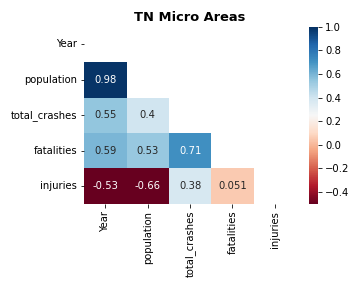 TN Micro Areas
Year
population
0.98
total_crashes
0.55 0.4
fatalities
0.59 0.53 0.71
injuries
-0.53 -0.66 0.38 0.051
Year
population
total_crashes
fatalities
injuries
1.0
0.8
0.6
0.4
0.2
0.0
−0.2
−0.4